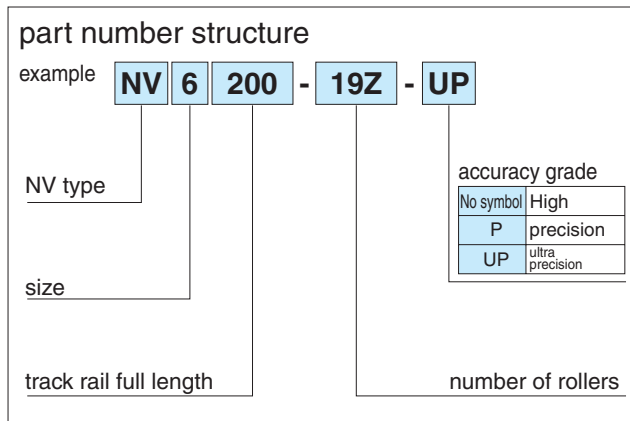 part number structure
example NV 6 200 - 19Z - UP
accuracy grade
No symbol High
P precision
UP ultra precision
NV type
size
track rail full length
number of rollers